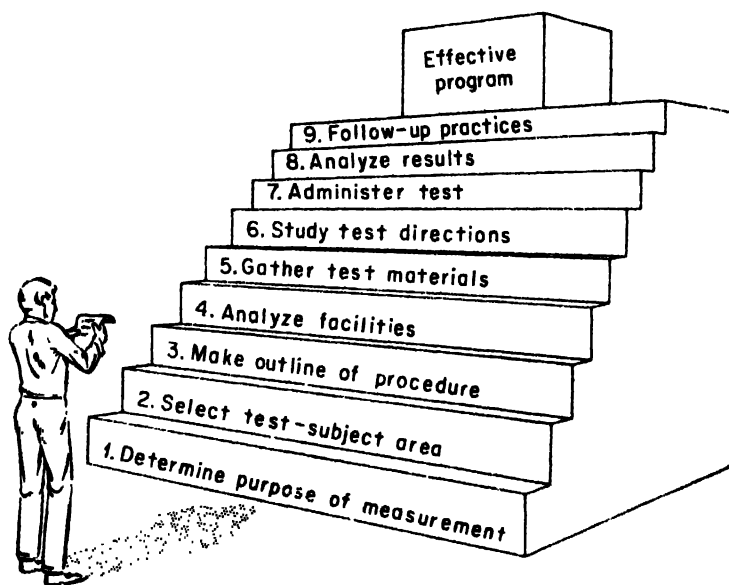 Effective
program
9. Follow-up practices
8. Analyze results
7. Administer test
6. Study test directions
5. Gather test materials
4. Analyze facilities
3. Make outline of procedure
2. Select test-subject area
1. Determine purpose of measurement